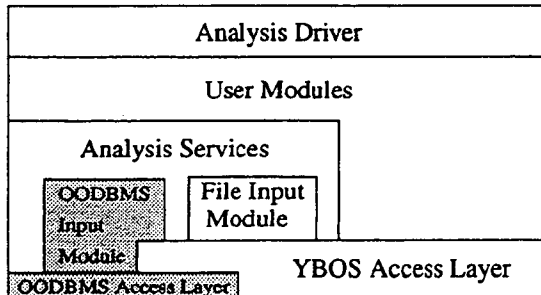 Analysis Driver
User Modules
Analysis Services
OODBMS
Input
Module
File Input
Module
YBOS Access Layer
OODBMS Access Layer